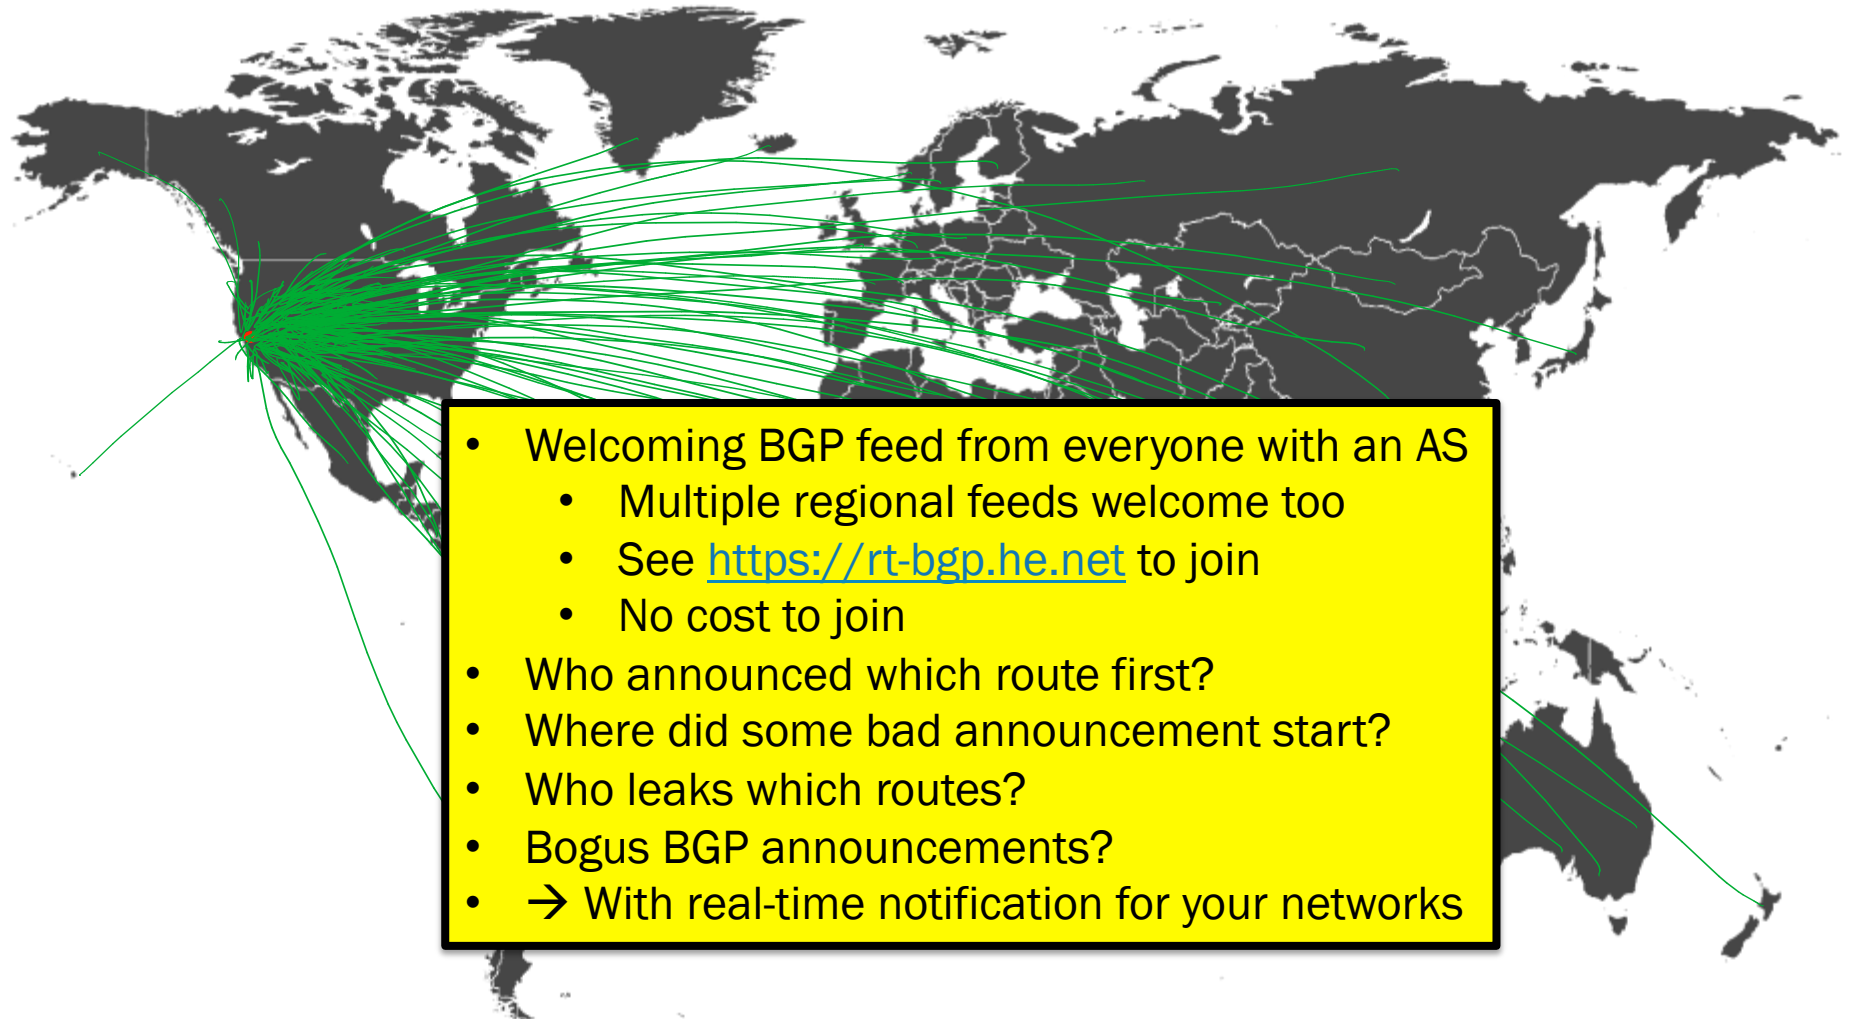 • Welcoming BGP feed from everyone with an AS
• Multiple regional feeds welcome too
• See https://rt-bgp.he.net to join
• No cost to join
• Who announced which route first?
• Where did some bad announcement start?
• Who leaks which routes?
• Bogus BGP announcements?
• → With real-time notification for your networks